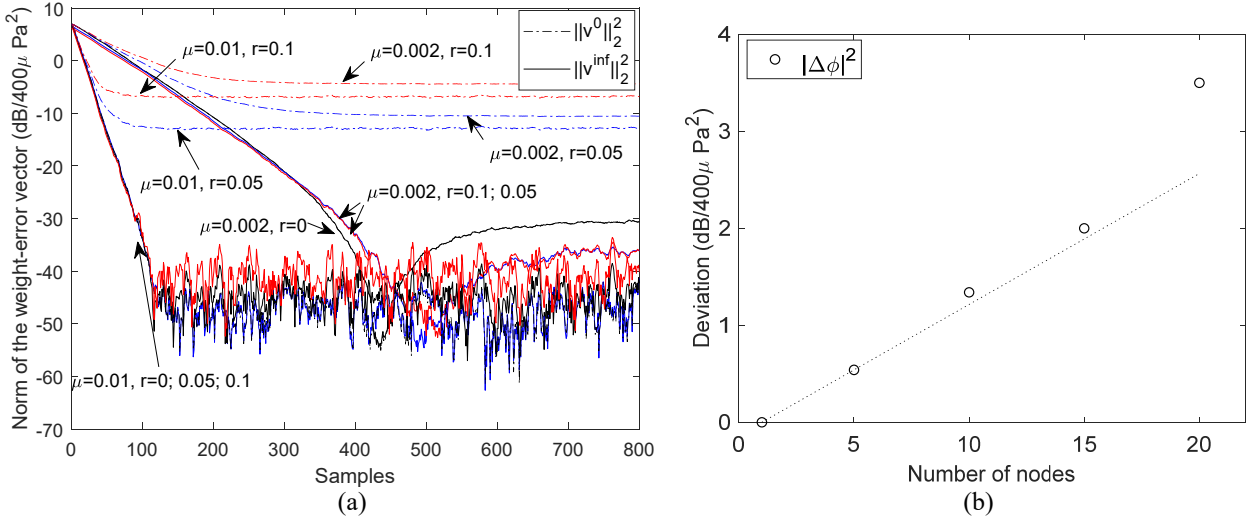 Norm of the weight-error vector (dB/400μ Pa²)
10
0
-10
-20
-30
-40
-50
-60
-70
||v⁰||²₂
||v^inf||²₂
μ=0.01, r=0.1
μ=0.002, r=0.1
μ=0.002, r=0.05
μ=0.01, r=0.05
μ=0.002, r=0.1; 0.05
μ=0.002, r=0
μ=0.01, r=0; 0.05; 0.1
0 100 200 300 400 500 600 700 800
Samples
(a)
Deviation (dB/400μ Pa²)
4
3
2
1
0
|Δϕ|²
0 5 10 15 20
Number of nodes
(b)